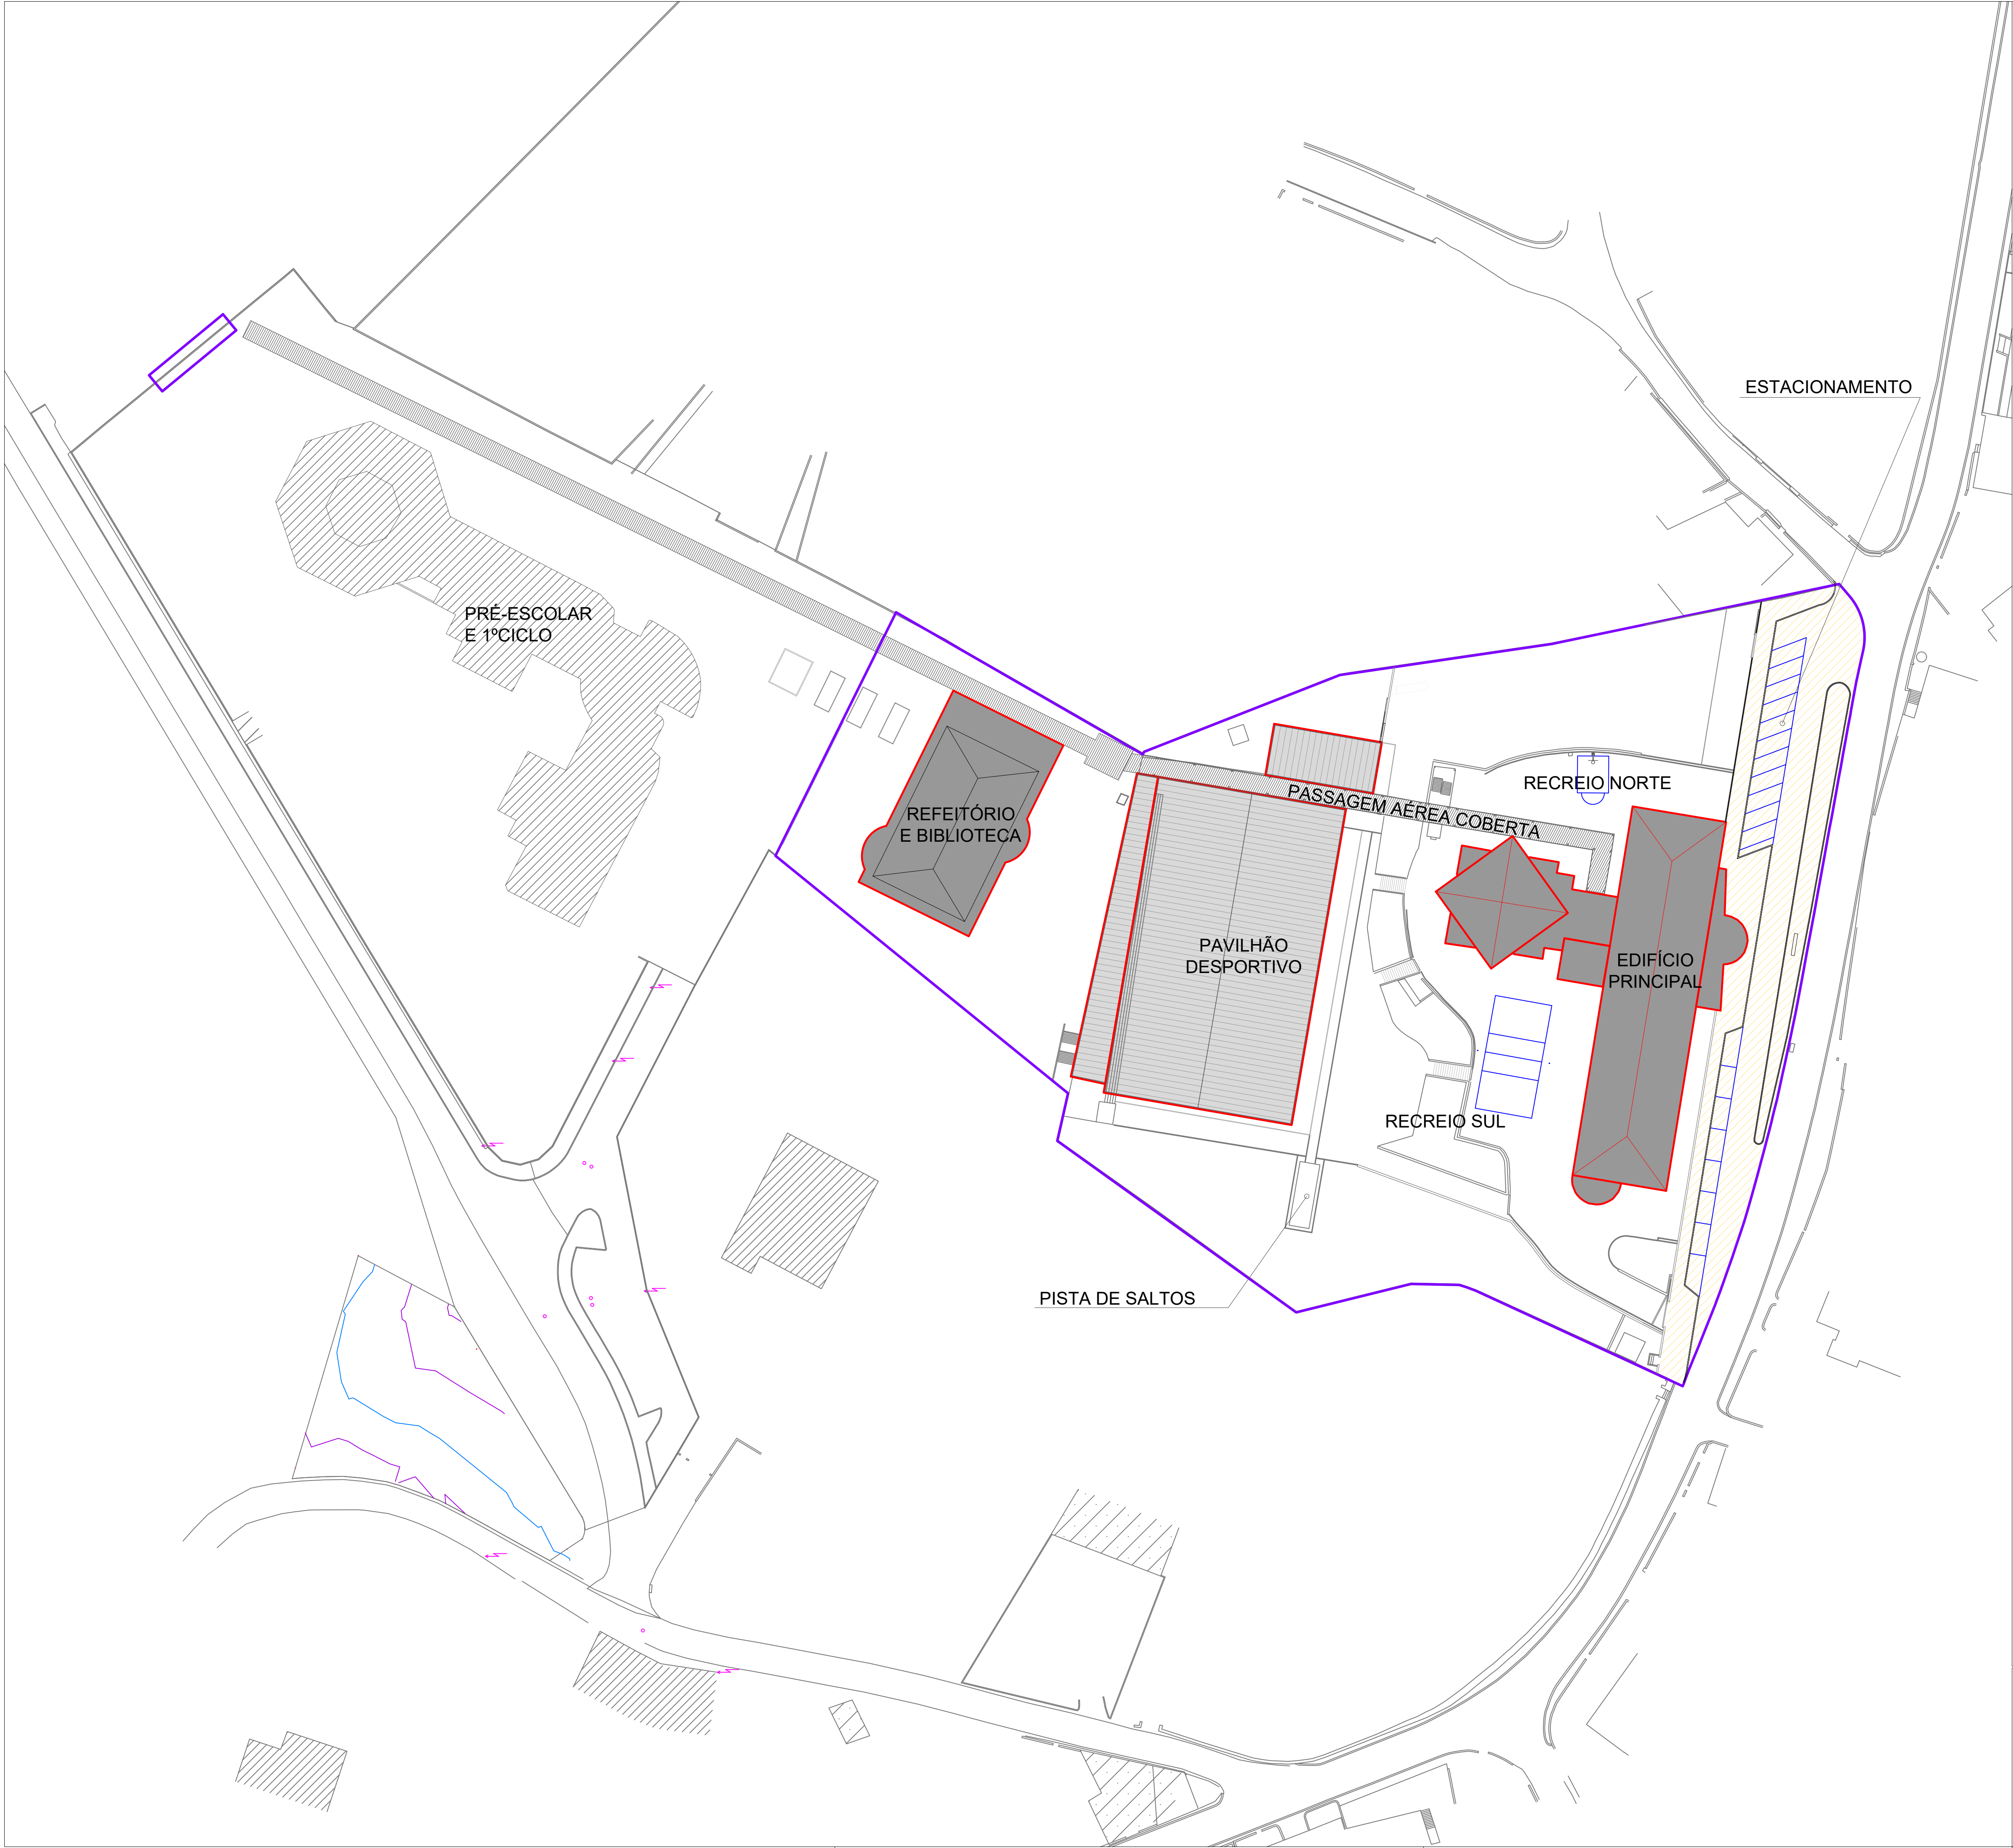 ESTACIONAMENTO
PRÉ-ESCOLAR
E 1ºCICLO
RECREIO NORTE
PASSAGEM AÉREA COBERTA
REFEITÓRIO
E BIBLIOTECA
PAVILHÃO
DESPORTIVO
EDIFÍCIO
PRINCIPAL
RECREIO SUL
PISTA DE SALTOS